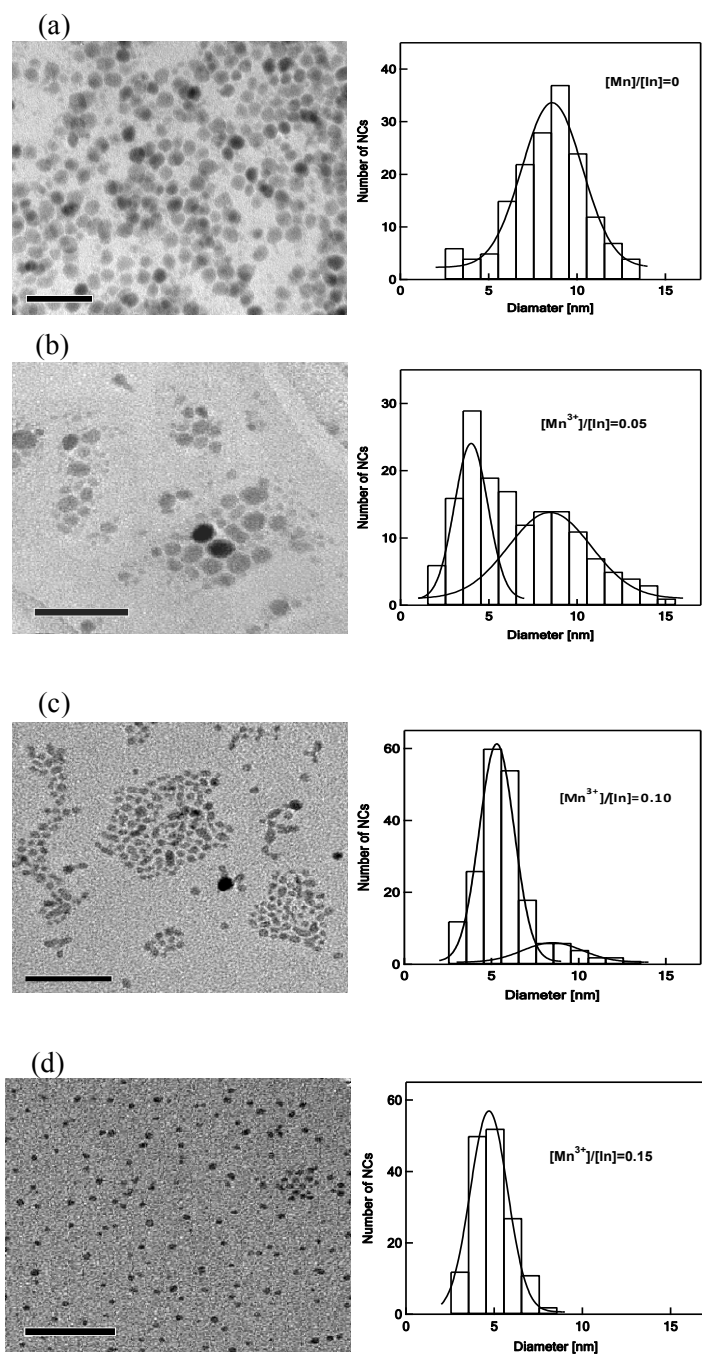 (a)
[Mn]/[In]=0
Number of NCs
40
30
20
10
0
0 5 10 15
Diamater [nm]
(b)
[Mn3+]/[In]=0.05
Number of NCs
30
20
10
0
0 5 10 15
Diameter [nm]
(c)
[Mn3+]/[In]=0.10
Number of NCs
60
40
20
0
0 5 10 15
Diameter [nm]
(d)
[Mn3+]/[In]=0.15
Number of NCs
60
40
20
0
0 5 10 15
Diameter [nm]